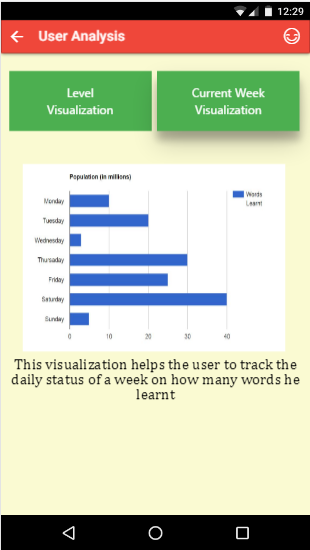 12:29
User Analysis
Level
Visualization
Current Week
Visualization
Population (in millions)
Monday
Tuesday
Wednesday
Thursaday
Friday
Saturday
Sunday
0 10 20 30 40
Words
Learnt
This visualization helps the user to track the
daily status of a week on how many words he
learnt